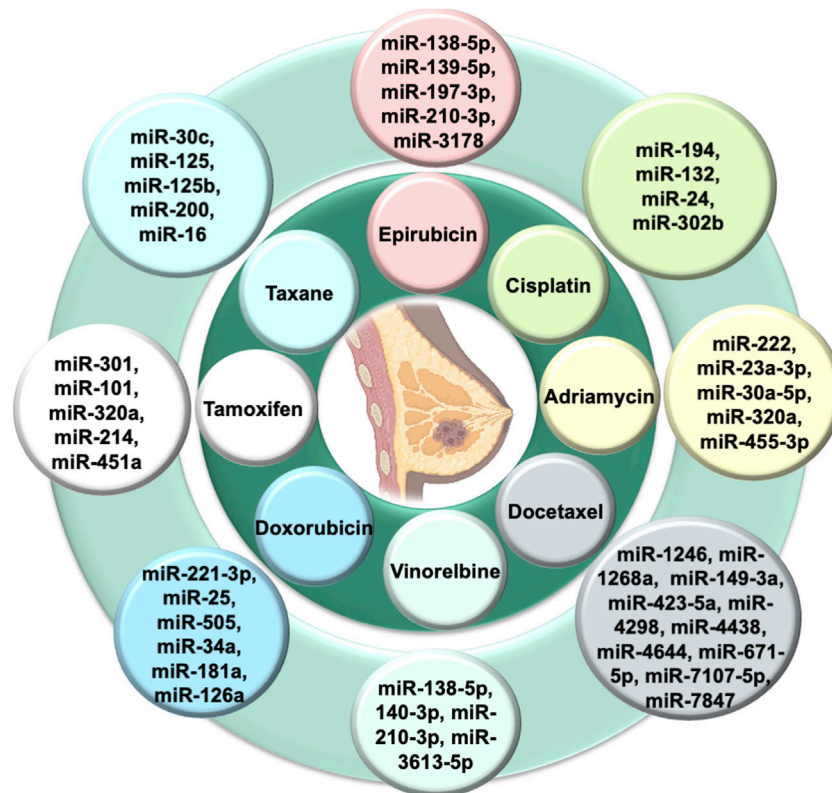 miR-138-5p,
miR-139-5p,
miR-197-3p,
miR-210-3p,
miR-3178
miR-30c,
miR-125,
miR-125b,
miR-200,
miR-16
miR-194,
miR-132,
miR-24,
miR-302b
Epirubicin
Taxane
Cisplatin
miR-301,
miR-101,
miR-320a,
miR-214,
miR-451a
Tamoxifen
Adriamycin
miR-222,
miR-23a-3p,
miR-30a-5p,
miR-320a,
miR-455-3p
Doxorubicin
Docetaxel
Vinorelbine
miR-221-3p,
miR-25,
miR-505,
miR-34a,
miR-181a,
miR-126a
miR-1246, miR-
1268a, miR-149-3a,
miR-423-5a, miR-
4298, miR-4438,
miR-4644, miR-671-
5p, miR-7107-5p,
miR-7847
miR-138-5p,
140-3p, miR-
210-3p, miR-
3613-5p